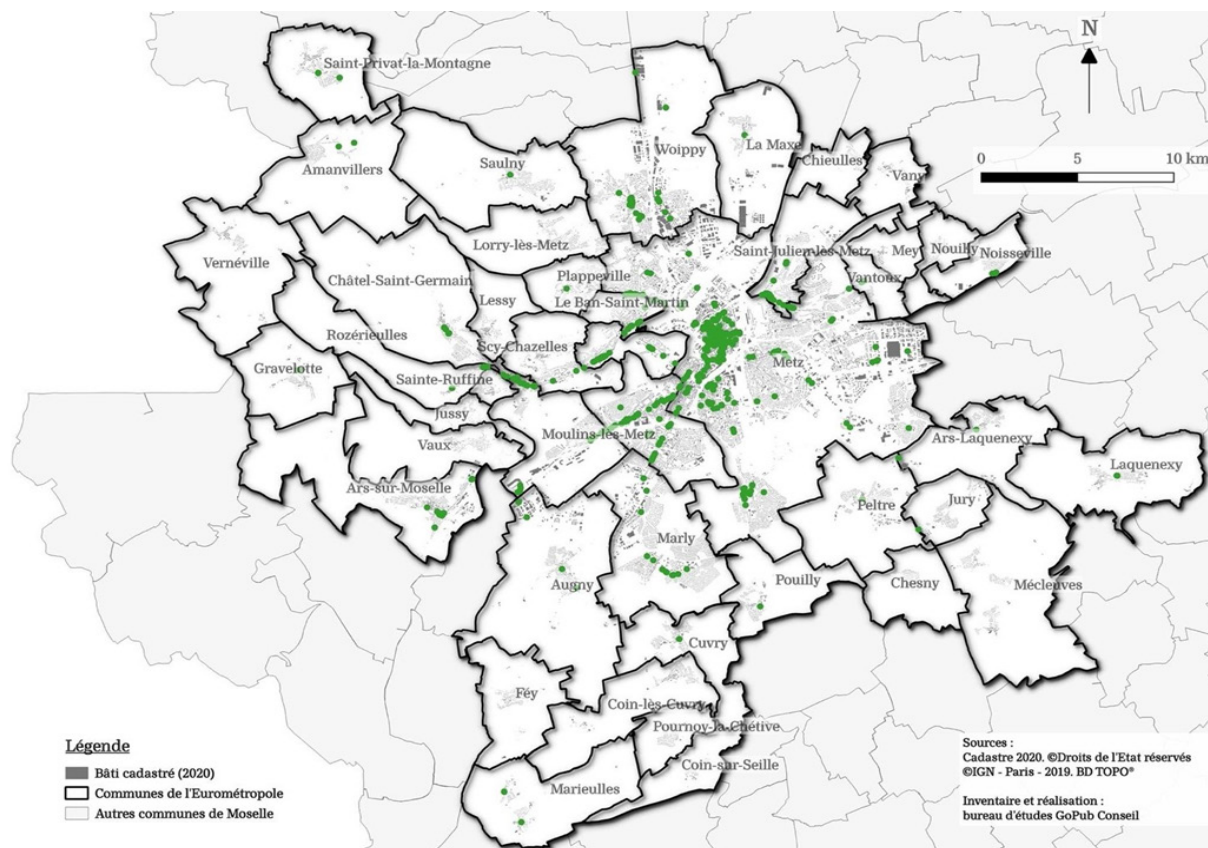 N
Saint-Privat-la-Montagne
Amanvillers
Saulny
Woippy
La Maxe
Chieulles
Vany
0 5 10 km
Vernéville
Lorry-lès-Metz
Châtel-Saint-Germain
Plappeville
Saint-Julien-lès-Metz
Mey
Nouilly
Noisseville
Vantoux
Lessy
Le Ban-Saint-Martin
Rozérieulles
Scy-Chazelles
Metz
Gravelotte
Sainte-Ruffine
Jussy
Vaux
Moulins-lès-Metz
Ars-Laquenexy
Laquenexy
Ars-sur-Moselle
Peltre
Jury
Marly
Augny
Pouilly
Chesny
Mécleuves
Cuvry
Féy
Coin-lès-Cuvry
Pournoy-la-Chétive
Coin-sur-Seille
Marieulles
Légende
Bâti cadastré (2020)
Communes de l'Eurométropole
Autres communes de Moselle
Sources :
Cadastre 2020. ©Droits de l'Etat réservés
©IGN - Paris - 2019. BD TOPO®
Inventaire et réalisation :
bureau d'études GoPub Conseil